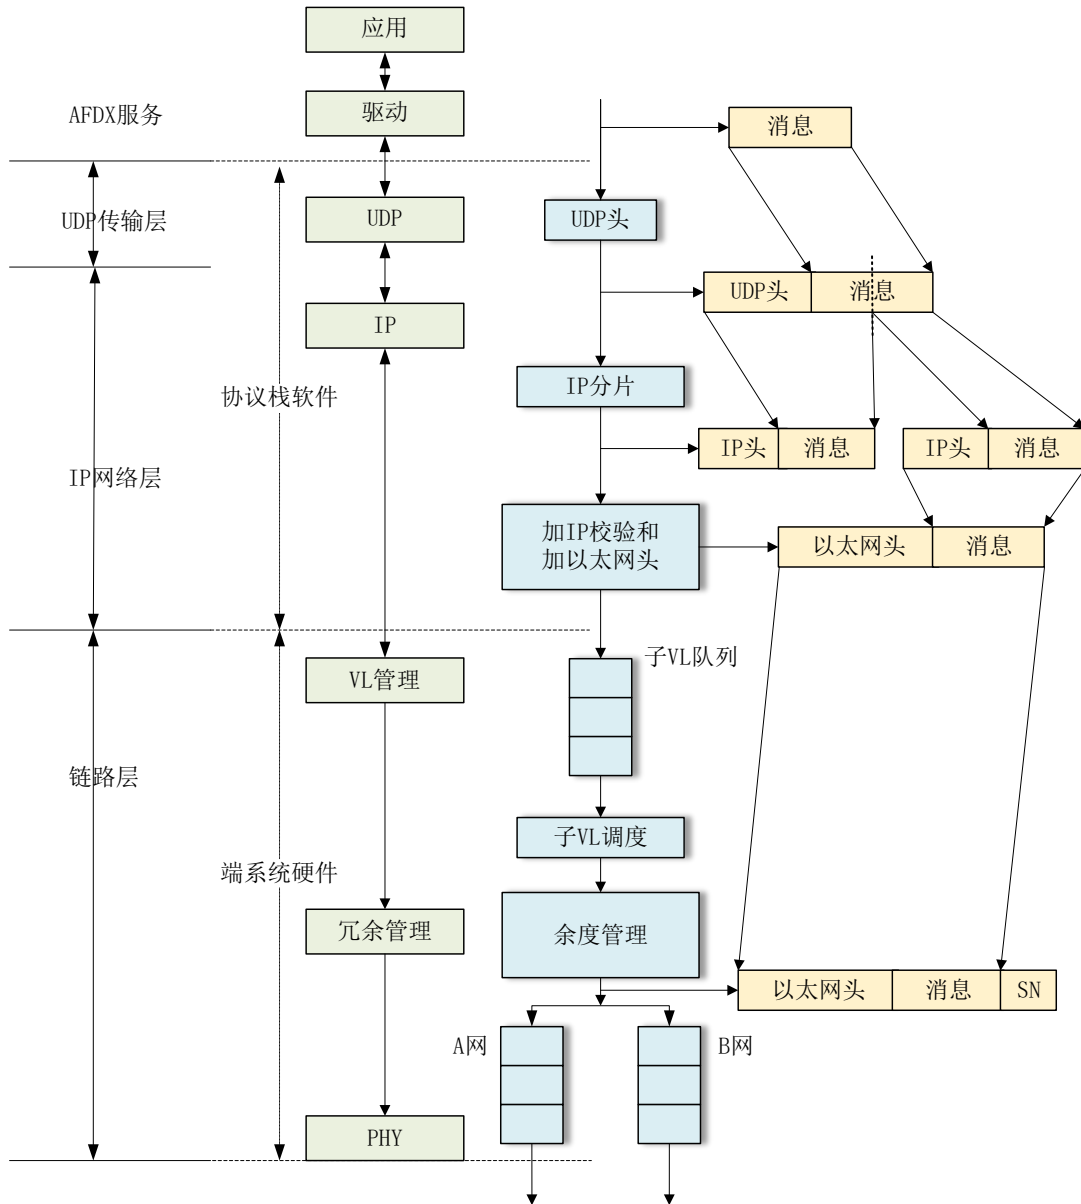 应用
AFDX服务
驱动
消息
UDP传输层
UDP
UDP头
UDP头
消息
IP
协议栈软件
IP分片
IP网络层
IP头
消息
IP头
消息
加IP校验和
加以太网头
以太网头
消息
VL管理
子VL队列
链路层
子VL调度
端系统硬件
冗余管理
余度管理
以太网头
消息
SN
A网
B网
PHY